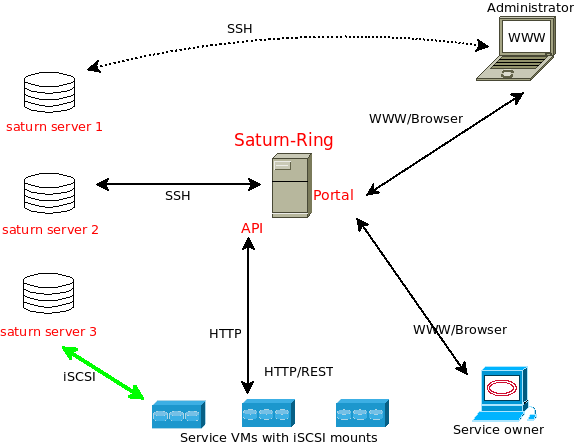 Administrator
SSH
WWW
WWW/Browser
saturn server 1
Saturn-Ring
SSH
Portal
saturn server 2
API
saturn server 3
HTTP
WWW/Browser
iSCSI
HTTP/REST
Service VMs with iSCSI mounts
Service owner